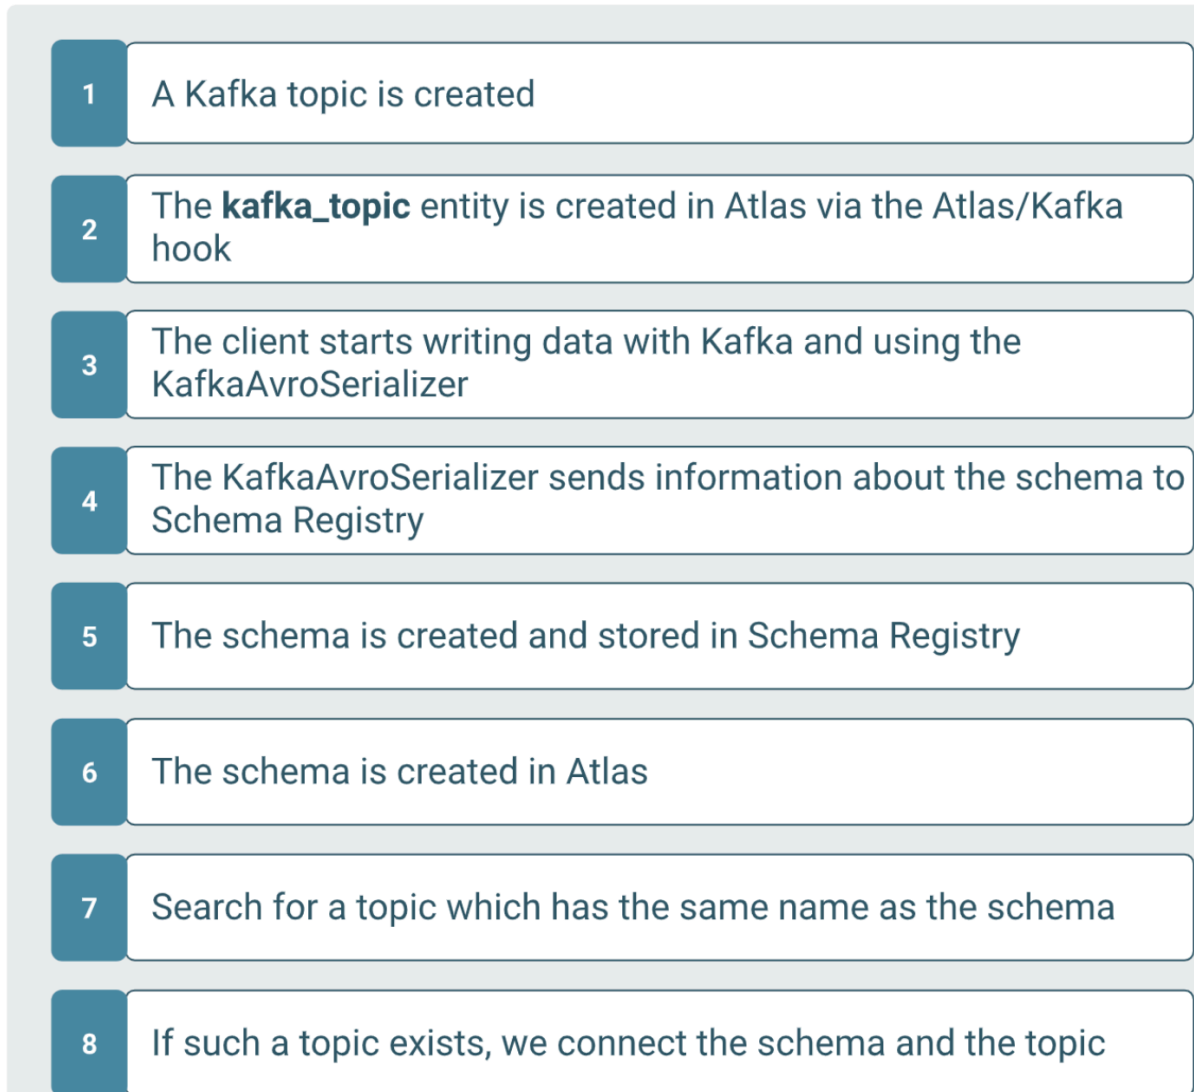 1
A Kafka topic is created
2
The kafka_topic entity is created in Atlas via the Atlas/Kafka
hook
3
The client starts writing data with Kafka and using the
KafkaAvroSerializer
4
The KafkaAvroSerializer sends information about the schema to
Schema Registry
5
The schema is created and stored in Schema Registry
6
The schema is created in Atlas
7
Search for a topic which has the same name as the schema
8
If such a topic exists, we connect the schema and the topic